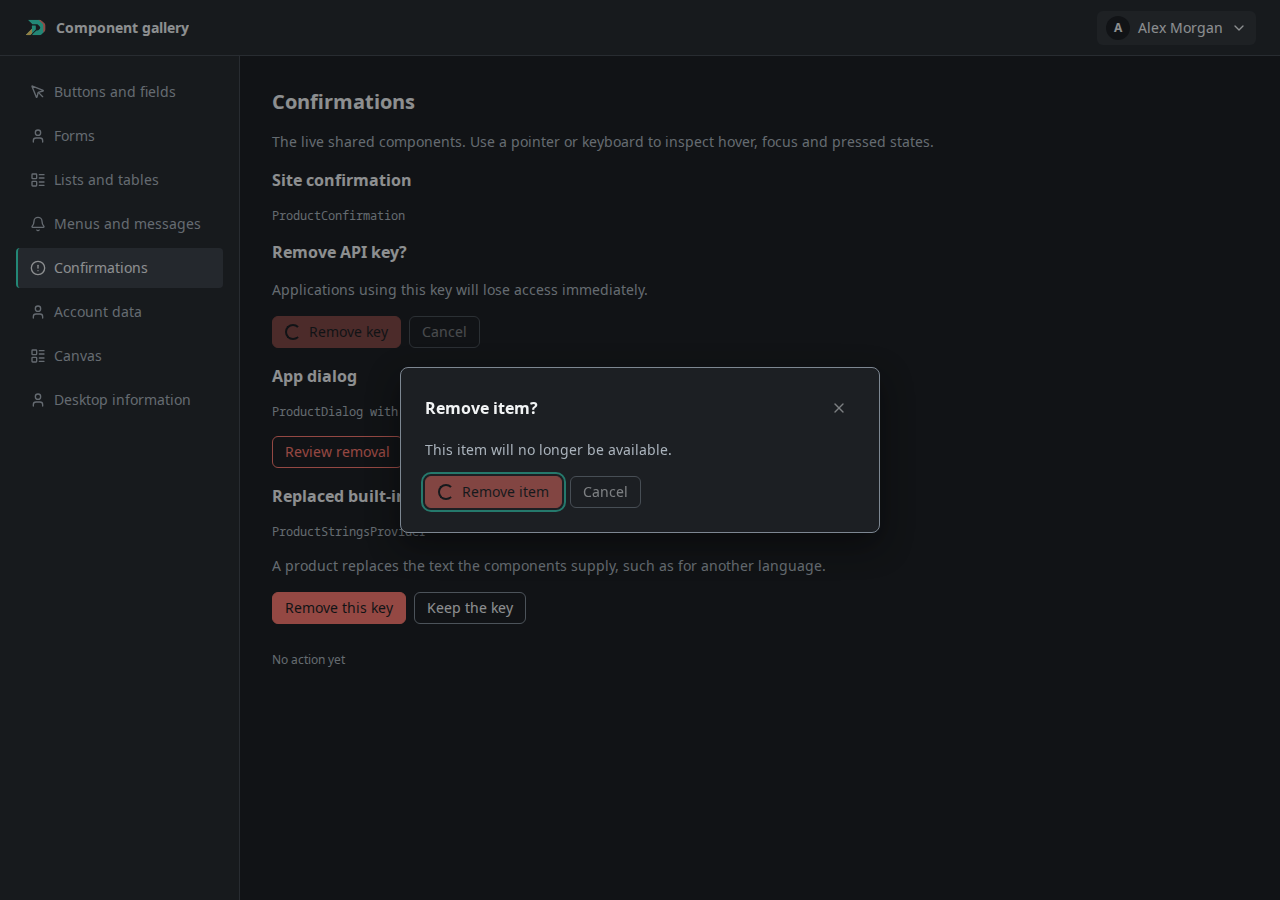 Component gallery
A Alex Morgan
Buttons and fields
Forms
Lists and tables
Menus and messages
Confirmations
Account data
Canvas
Desktop information
Confirmations
The live shared components. Use a pointer or keyboard to inspect hover, focus and pressed states.
Site confirmation
ProductConfirmation
Remove API key?
Applications using this key will lose access immediately.
Remove key Cancel
App dialog
ProductDialog with
Review removal
Remove item?
This item will no longer be available.
Remove item Cancel
Replaced built-in
ProductStringsProvider
A product replaces the text the components supply, such as for another language.
Remove this key Keep the key
No action yet